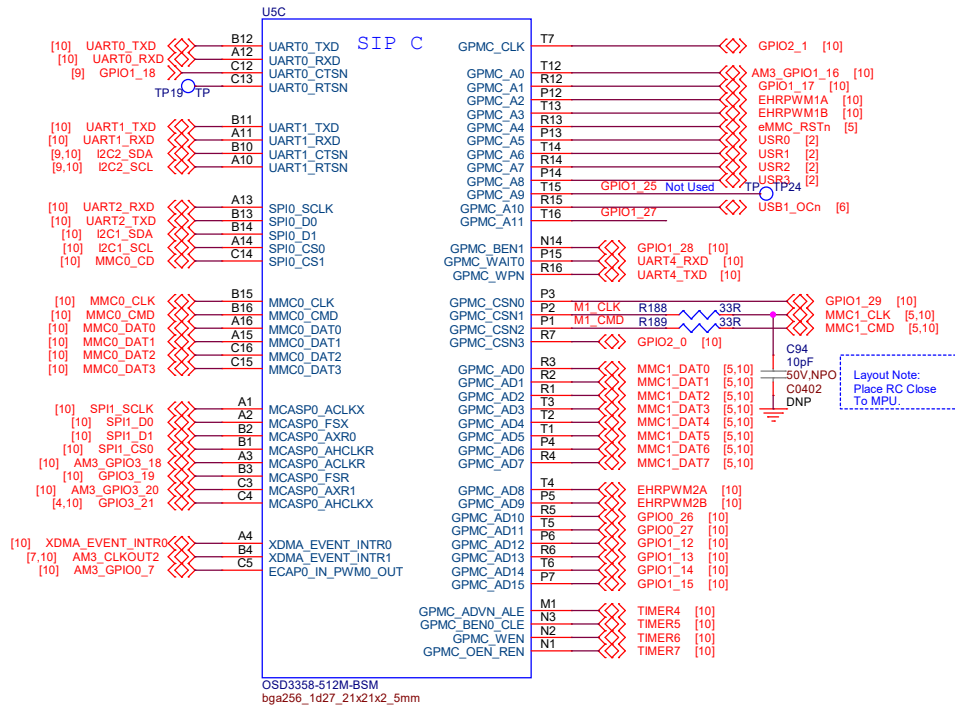 U5C
SIP C
[10] UART0_TXD B12 UART0_TXD
[10] UART0_RXD A12 UART0_RXD
[9] GPIO1_18 C12 UART0_CTSN
TP19 TP C13 UART0_RTSN
[10] UART1_TXD B11 UART1_TXD
[10] UART1_RXD A11 UART1_RXD
[9,10] I2C2_SDA B10 UART1_CTSN
[9,10] I2C2_SCL A10 UART1_RTSN
[10] UART2_RXD A13 SPI0_SCLK
[10] UART2_TXD B13 SPI0_D0
[10] I2C1_SDA B14 SPI0_D1
[10] I2C1_SCL A14 SPI0_CS0
[10] MMC0_CD C14 SPI0_CS1
[10] MMC0_CLK B15 MMC0_CLK
[10] MMC0_CMD B16 MMC0_CMD
[10] MMC0_DAT0 A16 MMC0_DAT0
[10] MMC0_DAT1 A15 MMC0_DAT1
[10] MMC0_DAT2 C16 MMC0_DAT2
[10] MMC0_DAT3 C15 MMC0_DAT3
[10] SPI1_SCLK A1 MCASP0_ACLKX
[10] SPI1_D0 A2 MCASP0_FSX
[10] SPI1_D1 B2 MCASP0_AXR0
[10] SPI1_CS0 B1 MCASP0_AHCLKR
[10] AM3_GPIO3_18 A3 MCASP0_ACLKR
[10] GPIO3_19 B3 MCASP0_FSR
[10] AM3_GPIO3_20 C3 MCASP0_AXR1
[4,10] GPIO3_21 C4 MCASP0_AHCLKX
[10] XDMA_EVENT_INTR0 A4 XDMA_EVENT_INTR0
[7,10] AM3_CLKOUT2 B4 XDMA_EVENT_INTR1
[10] AM3_GPIO0_7 C5 ECAP0_IN_PWM0_OUT
GPMC_CLK T7 GPIO2_1 [10]
GPMC_A0 T12 AM3_GPIO1_16 [10]
GPMC_A1 R12 GPIO1_17 [10]
GPMC_A2 P12 EHRPWM1A [10]
GPMC_A3 T13 EHRPWM1B [10]
GPMC_A4 R13 eMMC_RSTn [5]
GPMC_A5 P13 USR0 [2]
GPMC_A6 T14 USR1 [2]
GPMC_A7 R14 USR2 [2]
GPMC_A8 P14 USR3 [2]
GPMC_A9 T15 GPIO1_25 Not Used TP TP24
GPMC_A10 R15 USB1_OCn [6]
GPMC_A11 T16 GPIO1_27
GPMC_BEN1 N14 GPIO1_28 [10]
GPMC_WAIT0 P15 UART4_RXD [10]
GPMC_WPN R16 UART4_TXD [10]
GPMC_CSN0 P3 GPIO1_29 [10]
GPMC_CSN1 P2 M1_CLK R188 33R MMC1_CLK [5,10]
GPMC_CSN2 P1 M1_CMD R189 33R MMC1_CMD [5,10]
GPMC_CSN3 R7 GPIO2_0 [10]
C94
10pF
50V,NPO
C0402
DNP
Layout Note:
Place RC Close
To MPU.
GPMC_AD0 R3 MMC1_DAT0 [5,10]
GPMC_AD1 R2 MMC1_DAT1 [5,10]
GPMC_AD2 R1 MMC1_DAT2 [5,10]
GPMC_AD3 T3 MMC1_DAT3 [5,10]
GPMC_AD4 T2 MMC1_DAT4 [5,10]
GPMC_AD5 T1 MMC1_DAT5 [5,10]
GPMC_AD6 P4 MMC1_DAT6 [5,10]
GPMC_AD7 R4 MMC1_DAT7 [5,10]
GPMC_AD8 T4 EHRPWM2A [10]
GPMC_AD9 P5 EHRPWM2B [10]
GPMC_AD10 R5 GPIO0_26 [10]
GPMC_AD11 T5 GPIO0_27 [10]
GPMC_AD12 P6 GPIO1_12 [10]
GPMC_AD13 R6 GPIO1_13 [10]
GPMC_AD14 T6 GPIO1_14 [10]
GPMC_AD15 P7 GPIO1_15 [10]
GPMC_ADVN_ALE M1 TIMER4 [10]
GPMC_BEN0_CLE N3 TIMER5 [10]
GPMC_WEN N2 TIMER6 [10]
GPMC_OEN_REN N1 TIMER7 [10]
OSD3358-512M-BSM
bga256_1d27_21x21x2_5mm